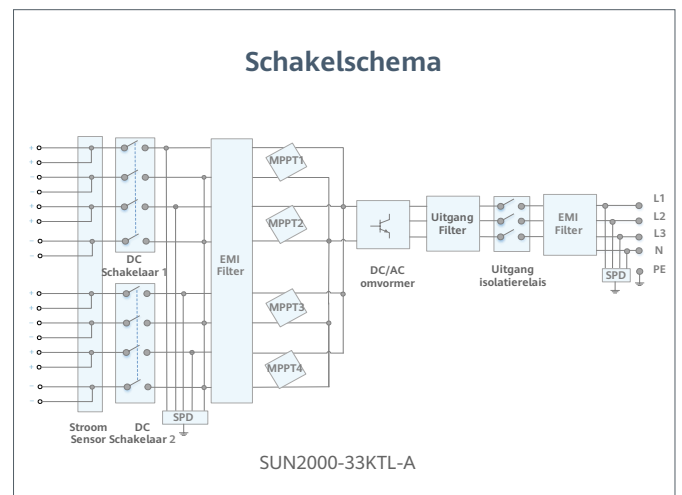 Schakelschema
MPPT1
MPPT2
MPPT3
MPPT4
DC
Schakelaar 1
EMI
Filter
DC/AC
omvormer
Uitgang
Filter
Uitgang
isolatierelais
EMI
Filter
L1
L2
L3
N
PE
SPD
SPD
Stroom
Sensor
DC
Schakelaar 2
SUN2000-33KTL-A